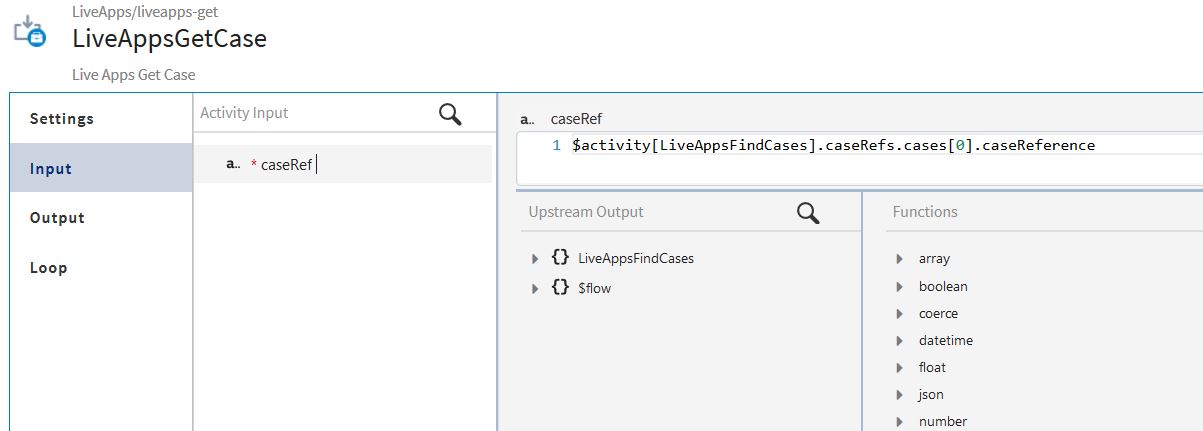 LiveApps/liveapps-get
LiveAppsGetCase
Live Apps Get Case
Settings
Input
Output
Loop
Activity Input
a.. * caseRef
a.. caseRef
1 $activity[LiveAppsFindCases].caseRefs.cases[0].caseReference
Upstream Output
{} LiveAppsFindCases
{} $flow
Functions
array
boolean
coerce
datetime
float
json
number